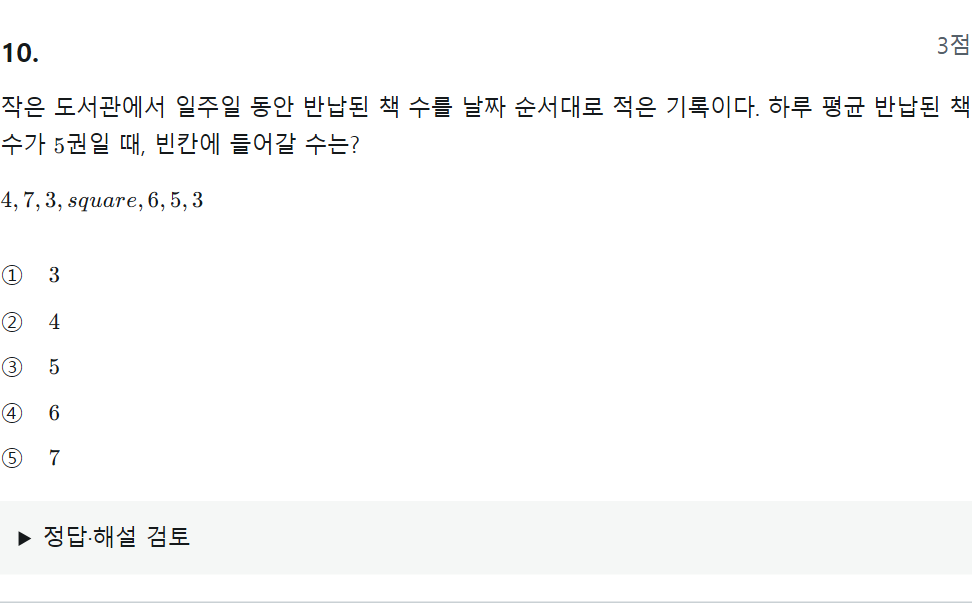 10.
3점
작은 도서관에서 일주일 동안 반납된 책 수를 날짜 순서대로 적은 기록이다. 하루 평균 반납된 책
수가 5권일 때, 빈칸에 들어갈 수는?
4, 7, 3, square, 6, 5, 3
① 3
② 4
③ 5
④ 6
⑤ 7
▶ 정답·해설 검토